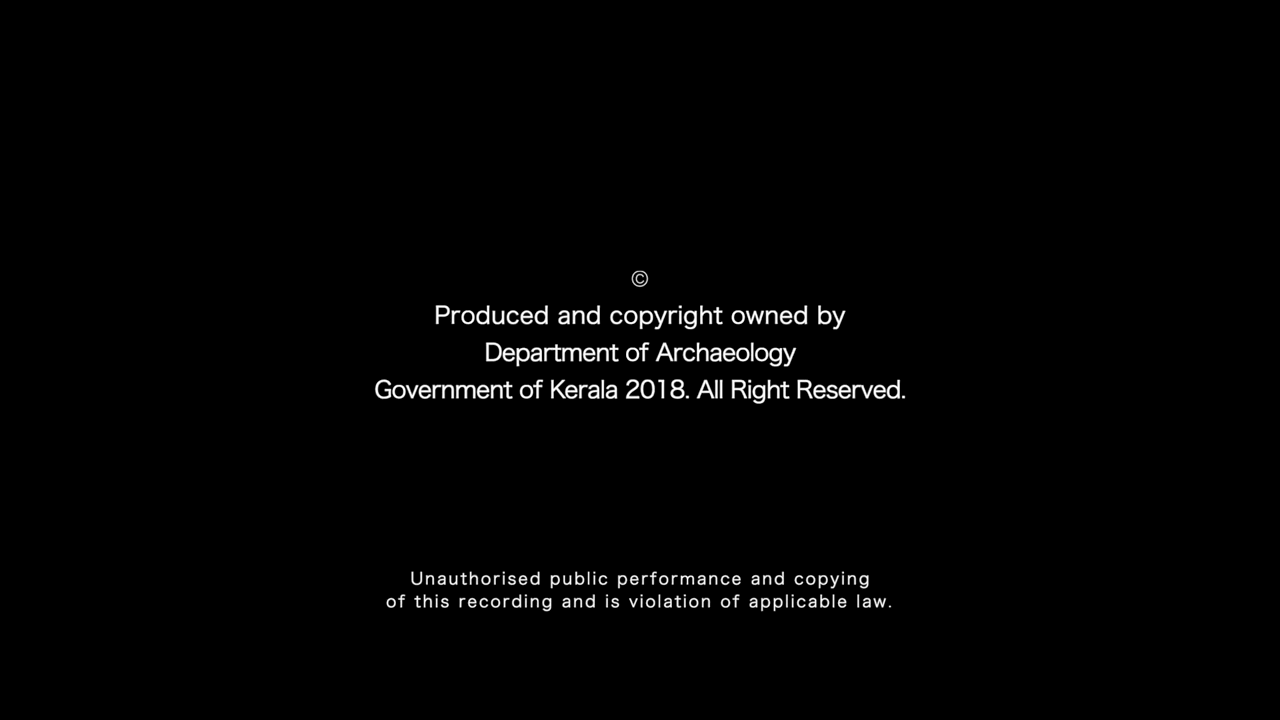 ©
Produced and copyright owned by
Department of Archaeology
Government of Kerala 2018. All Right Reserved.
Unauthorised public performance and copying
of this recording and is violation of applicable law.